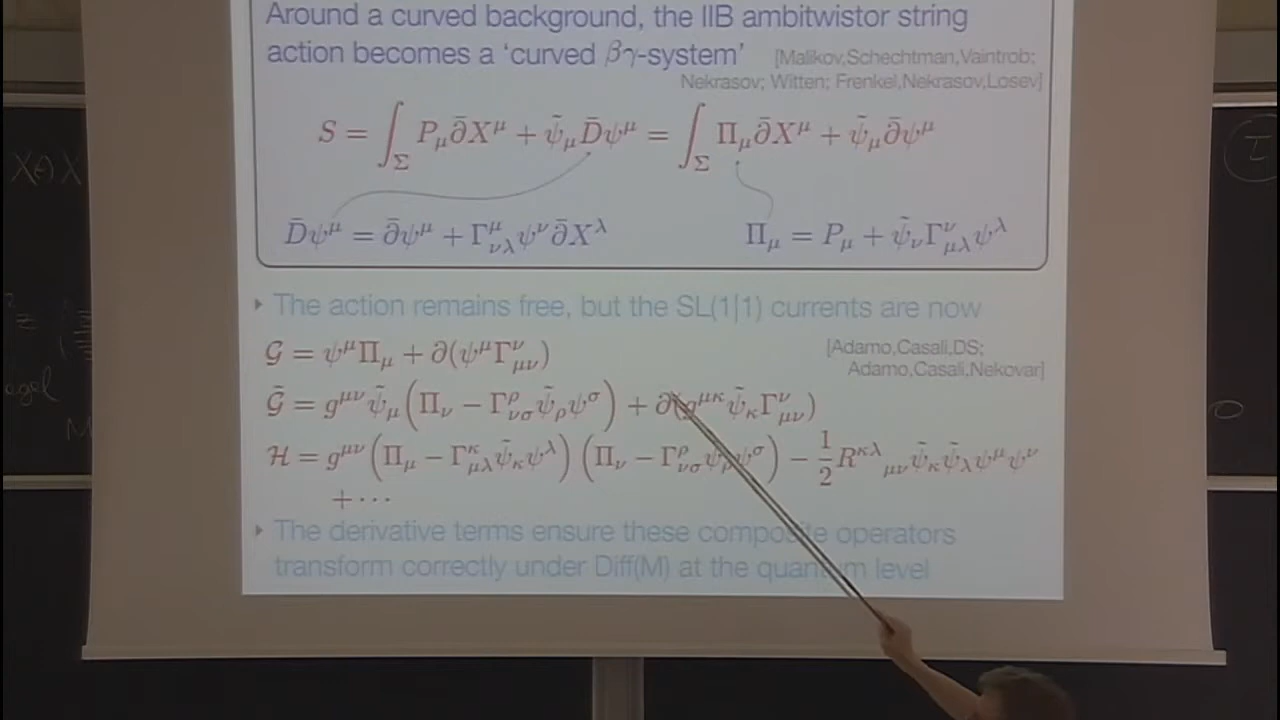 Around a curved background, the IIB ambitwistor string
action becomes a 'curved βγ-system' [Malikov,Schechtman,Vaintrob;
Nekrasov; Witten; Frenkel,Nekrasov,Losev]
S = ∫_Σ P_μ ∂̄X^μ + ψ̃_μ D̄ψ^μ = ∫_Σ Π_μ ∂̄X^μ + ψ̃_μ ∂̄ψ^μ
D̄ψ^μ = ∂̄ψ^μ + Γ^μ_{νλ} ψ^ν ∂̄X^λ Π_μ = P_μ + ψ̃_ν Γ^ν_{μλ} ψ^λ
‣ The action remains free, but the SL(1|1) currents are now
G = ψ^μ Π_μ + ∂(ψ^μ Γ^ν_{μν}) [Adamo,Casali,DS;
Adamo,Casali,Nekovar]
G̃ = g^{μν} ψ̃_μ (Π_ν − Γ^ρ_{νσ} ψ̃_ρ ψ^σ) + ∂(g^{μκ} ψ̃_κ Γ^ν_{μν})
H = g^{μν} (Π_μ − Γ^κ_{μλ} ψ̃_κ ψ^λ) (Π_ν − Γ^ρ_{νσ} ψ̃_ρ ψ^σ) − 1/2 R^{κλ}_{μν} ψ̃_κ ψ̃_λ ψ^μ ψ^ν
+ ⋯
‣ The derivative terms ensure these composite operators
transform correctly under Diff(M) at the quantum level